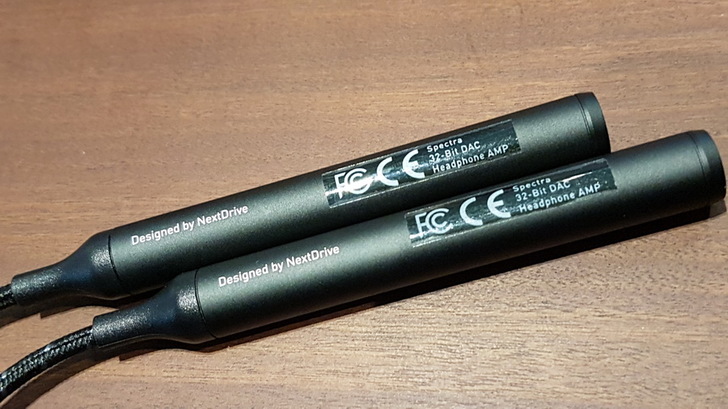 Designed by NextDrive
FC CE
Spectra
32-Bit DAC
Headphone AMP
Designed by NextDrive
FC CE
Spectra
32-Bit DAC
Headphone AMP